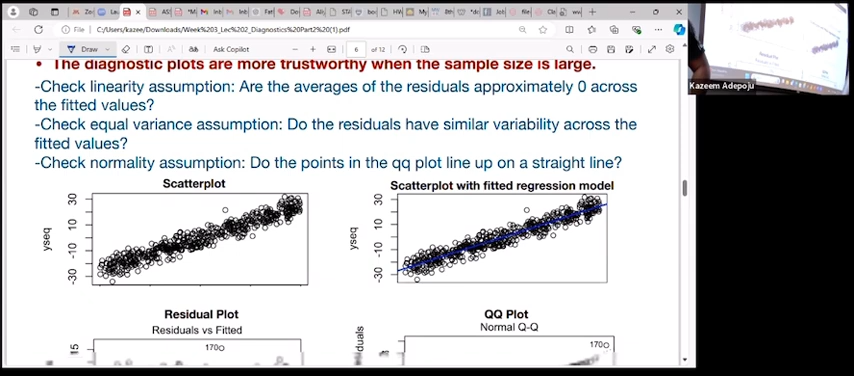 File
C:/Users/kazee/Downloads/Week%203_Lec%202_Diagnostics%20Part2%20(1).pdf
Draw
Ask Copilot
6 of 12
• The diagnostic plots are more trustworthy when the sample size is large.
-Check linearity assumption: Are the averages of the residuals approximately 0 across
the fitted values?
-Check equal variance assumption: Do the residuals have similar variability across the
fitted values?
-Check normality assumption: Do the points in the qq plot line up on a straight line?
Scatterplot
Scatterplot with fitted regression model
yseq
-30 -10 10 30
yseq
-30 -10 10 30
Residual Plot
Residuals vs Fitted
170
15
QQ Plot
Normal Q-Q
170
Kazeem Adepoju